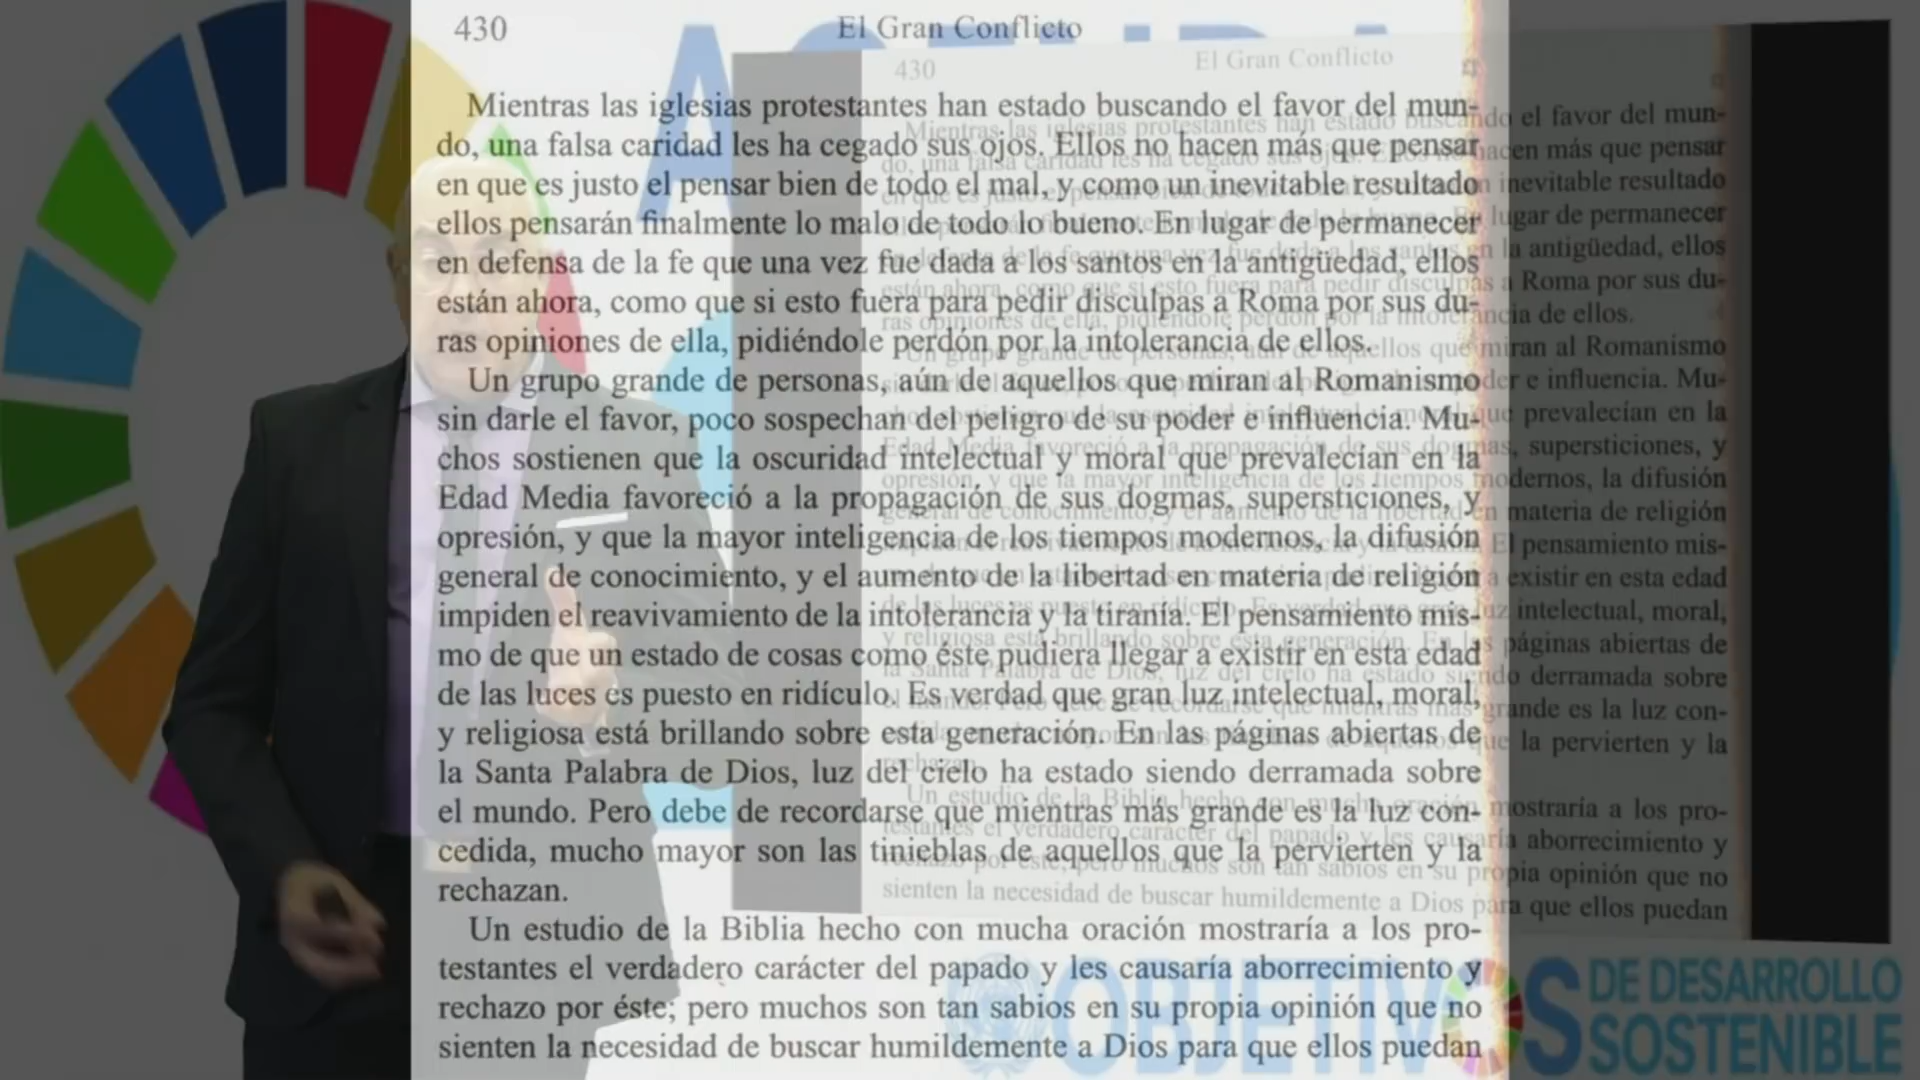 430 El Gran Conflicto
Mientras las iglesias protestantes han estado buscando el favor del mun-
do, una falsa caridad les ha cegado sus ojos. Ellos no hacen más que pensar
en que es justo el pensar bien de todo el mal, y como un inevitable resultado
ellos pensarán finalmente lo malo de todo lo bueno. En lugar de permanecer
en defensa de la fe que una vez fue dada a los santos en la antigüedad, ellos
están ahora, como que si esto fuera para pedir disculpas a Roma por sus du-
ras opiniones de ella, pidiéndole perdón por la intolerancia de ellos.
Un grupo grande de personas, aún de aquellos que miran al Romanismo
sin darle el favor, poco sospechan del peligro de su poder e influencia. Mu-
chos sostienen que la oscuridad intelectual y moral que prevalecían en la
Edad Media favoreció a la propagación de sus dogmas, supersticiones, y
opresión, y que la mayor inteligencia de los tiempos modernos, la difusión
general de conocimiento, y el aumento de la libertad en materia de religión
impiden el reavivamiento de la intolerancia y la tiranía. El pensamiento mis-
mo de que un estado de cosas como éste pudiera llegar a existir en esta edad
de las luces es puesto en ridículo. Es verdad que gran luz intelectual, moral,
y religiosa está brillando sobre esta generación. En las páginas abiertas de
la Santa Palabra de Dios, luz del cielo ha estado siendo derramada sobre
el mundo. Pero debe de recordarse que mientras más grande es la luz con-
cedida, mucho mayor son las tinieblas de aquellos que la pervierten y la
rechazan.
Un estudio de la Biblia hecho con mucha oración mostraría a los pro-
testantes el verdadero carácter del papado y les causaría aborrecimiento y
rechazo por éste; pero muchos son tan sabios en su propia opinión que no
sienten la necesidad de buscar humildemente a Dios para que ellos puedan
430 El Gran Conflicto
OBJETIVOS DE DESARROLLO
SOSTENIBLE